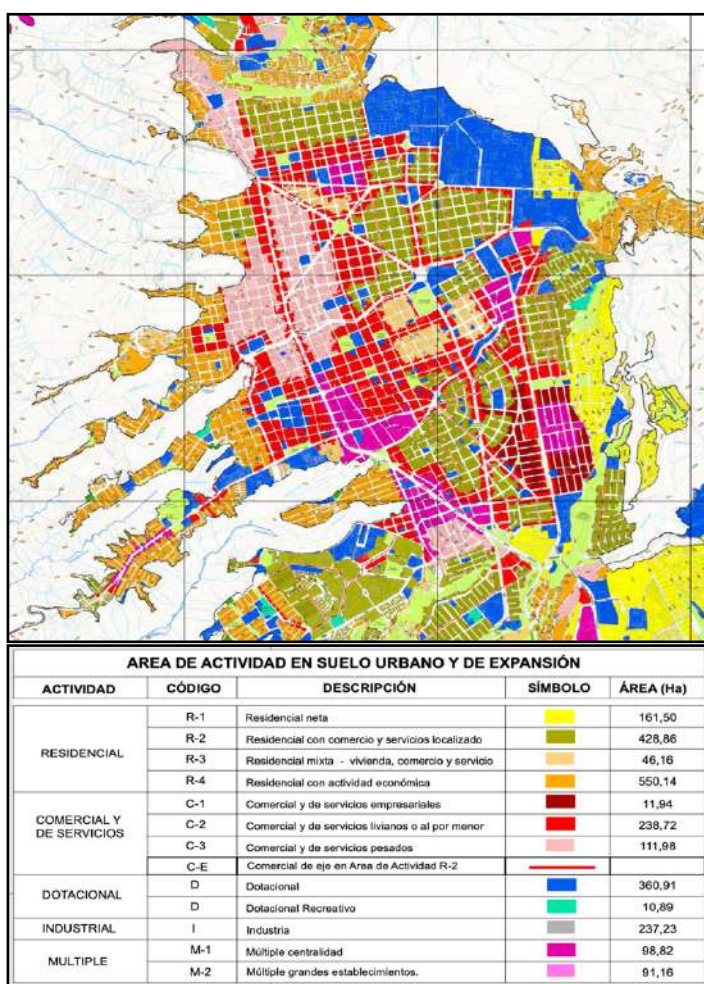 AREA DE ACTIVIDAD EN SUELO URBANO Y DE EXPANSIÓN
ACTIVIDAD CÓDIGO DESCRIPCIÓN SÍMBOLO ÁREA (Ha)
RESIDENCIAL
R-1 Residencial neta 161,50
R-2 Residencial con comercio y servicios localizado 428,86
R-3 Residencial mixta - vivienda, comercio y servicio 46,16
R-4 Residencial con actividad económica 550,14
COMERCIAL Y DE SERVICIOS
C-1 Comercial y de servicios empresariales 11,94
C-2 Comercial y de servicios livianos o al por menor 238,72
C-3 Comercial y de servicios pesados 111,98
C-E Comercial de eje en Area de Actividad R-2
DOTACIONAL
D Dotacional 360,91
D Dotacional Recreativo 10,89
INDUSTRIAL I Industria 237,23
MULTIPLE
M-1 Múltiple centralidad 98,82
M-2 Múltiple grandes establecimientos. 91,16